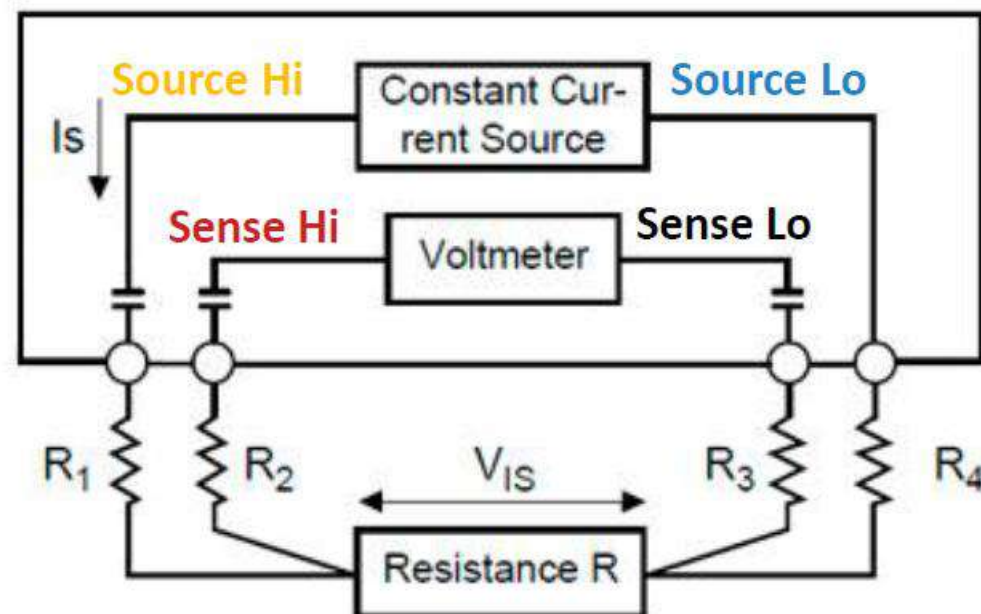 Source Hi
Constant Cur-
rent Source
Source Lo
Is
Sense Hi
Voltmeter
Sense Lo
R1
R2
VIS
R3
R4
Resistance R